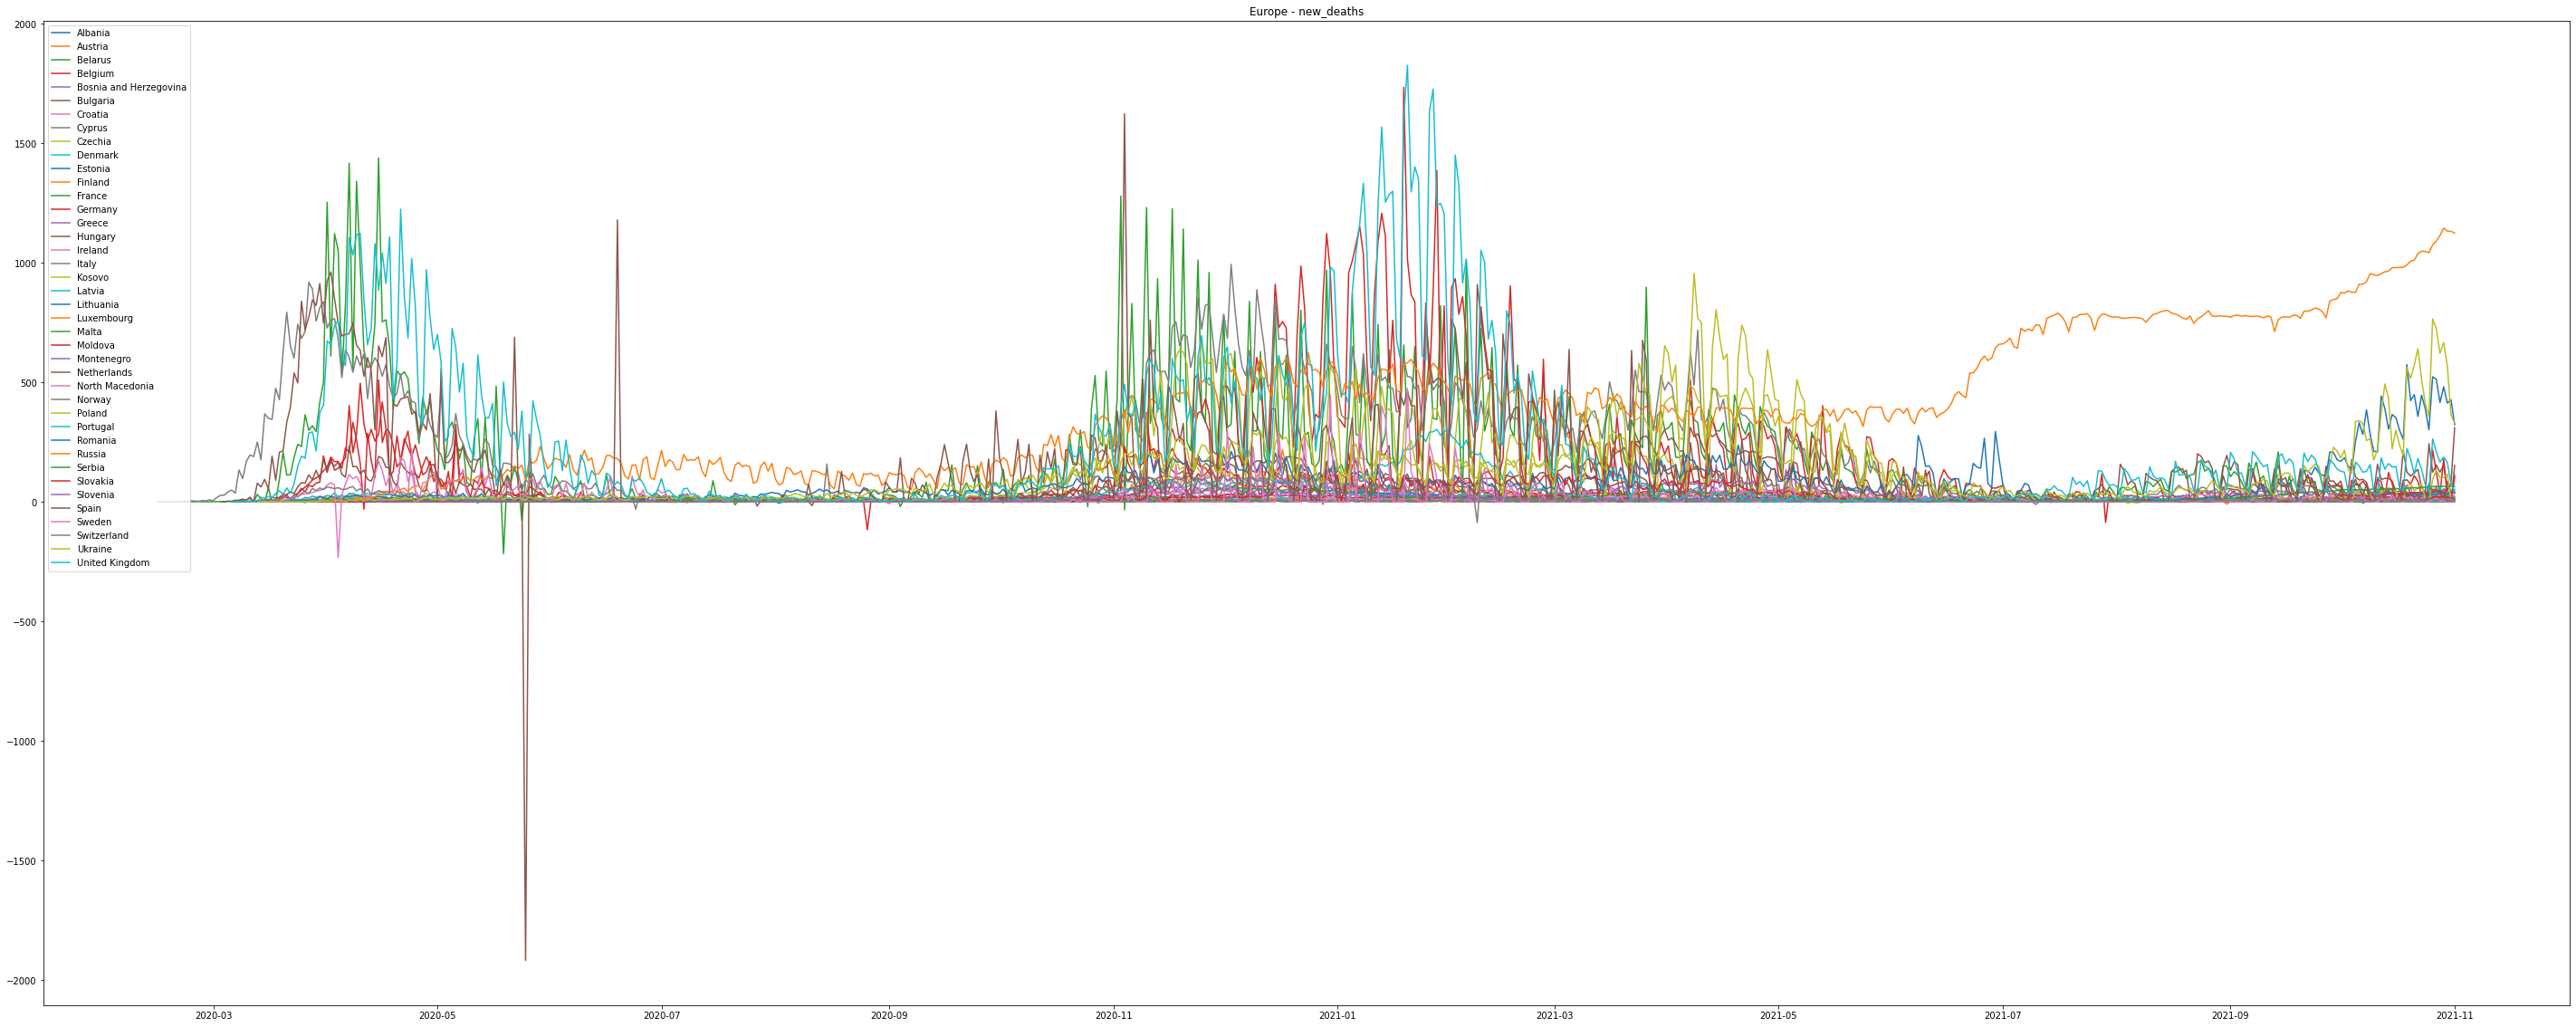 Europe - new_deaths
2000
1500
1000
500
0
−500
−1000
−1500
−2000
Albania
Austria
Belarus
Belgium
Bosnia and Herzegovina
Bulgaria
Croatia
Cyprus
Czechia
Denmark
Estonia
Finland
France
Germany
Greece
Hungary
Ireland
Italy
Kosovo
Latvia
Lithuania
Luxembourg
Malta
Moldova
Montenegro
Netherlands
North Macedonia
Norway
Poland
Portugal
Romania
Russia
Serbia
Slovakia
Slovenia
Spain
Sweden
Switzerland
Ukraine
United Kingdom
2020-03 2020-05 2020-07 2020-09 2020-11 2021-01 2021-03 2021-05 2021-07 2021-09 2021-11